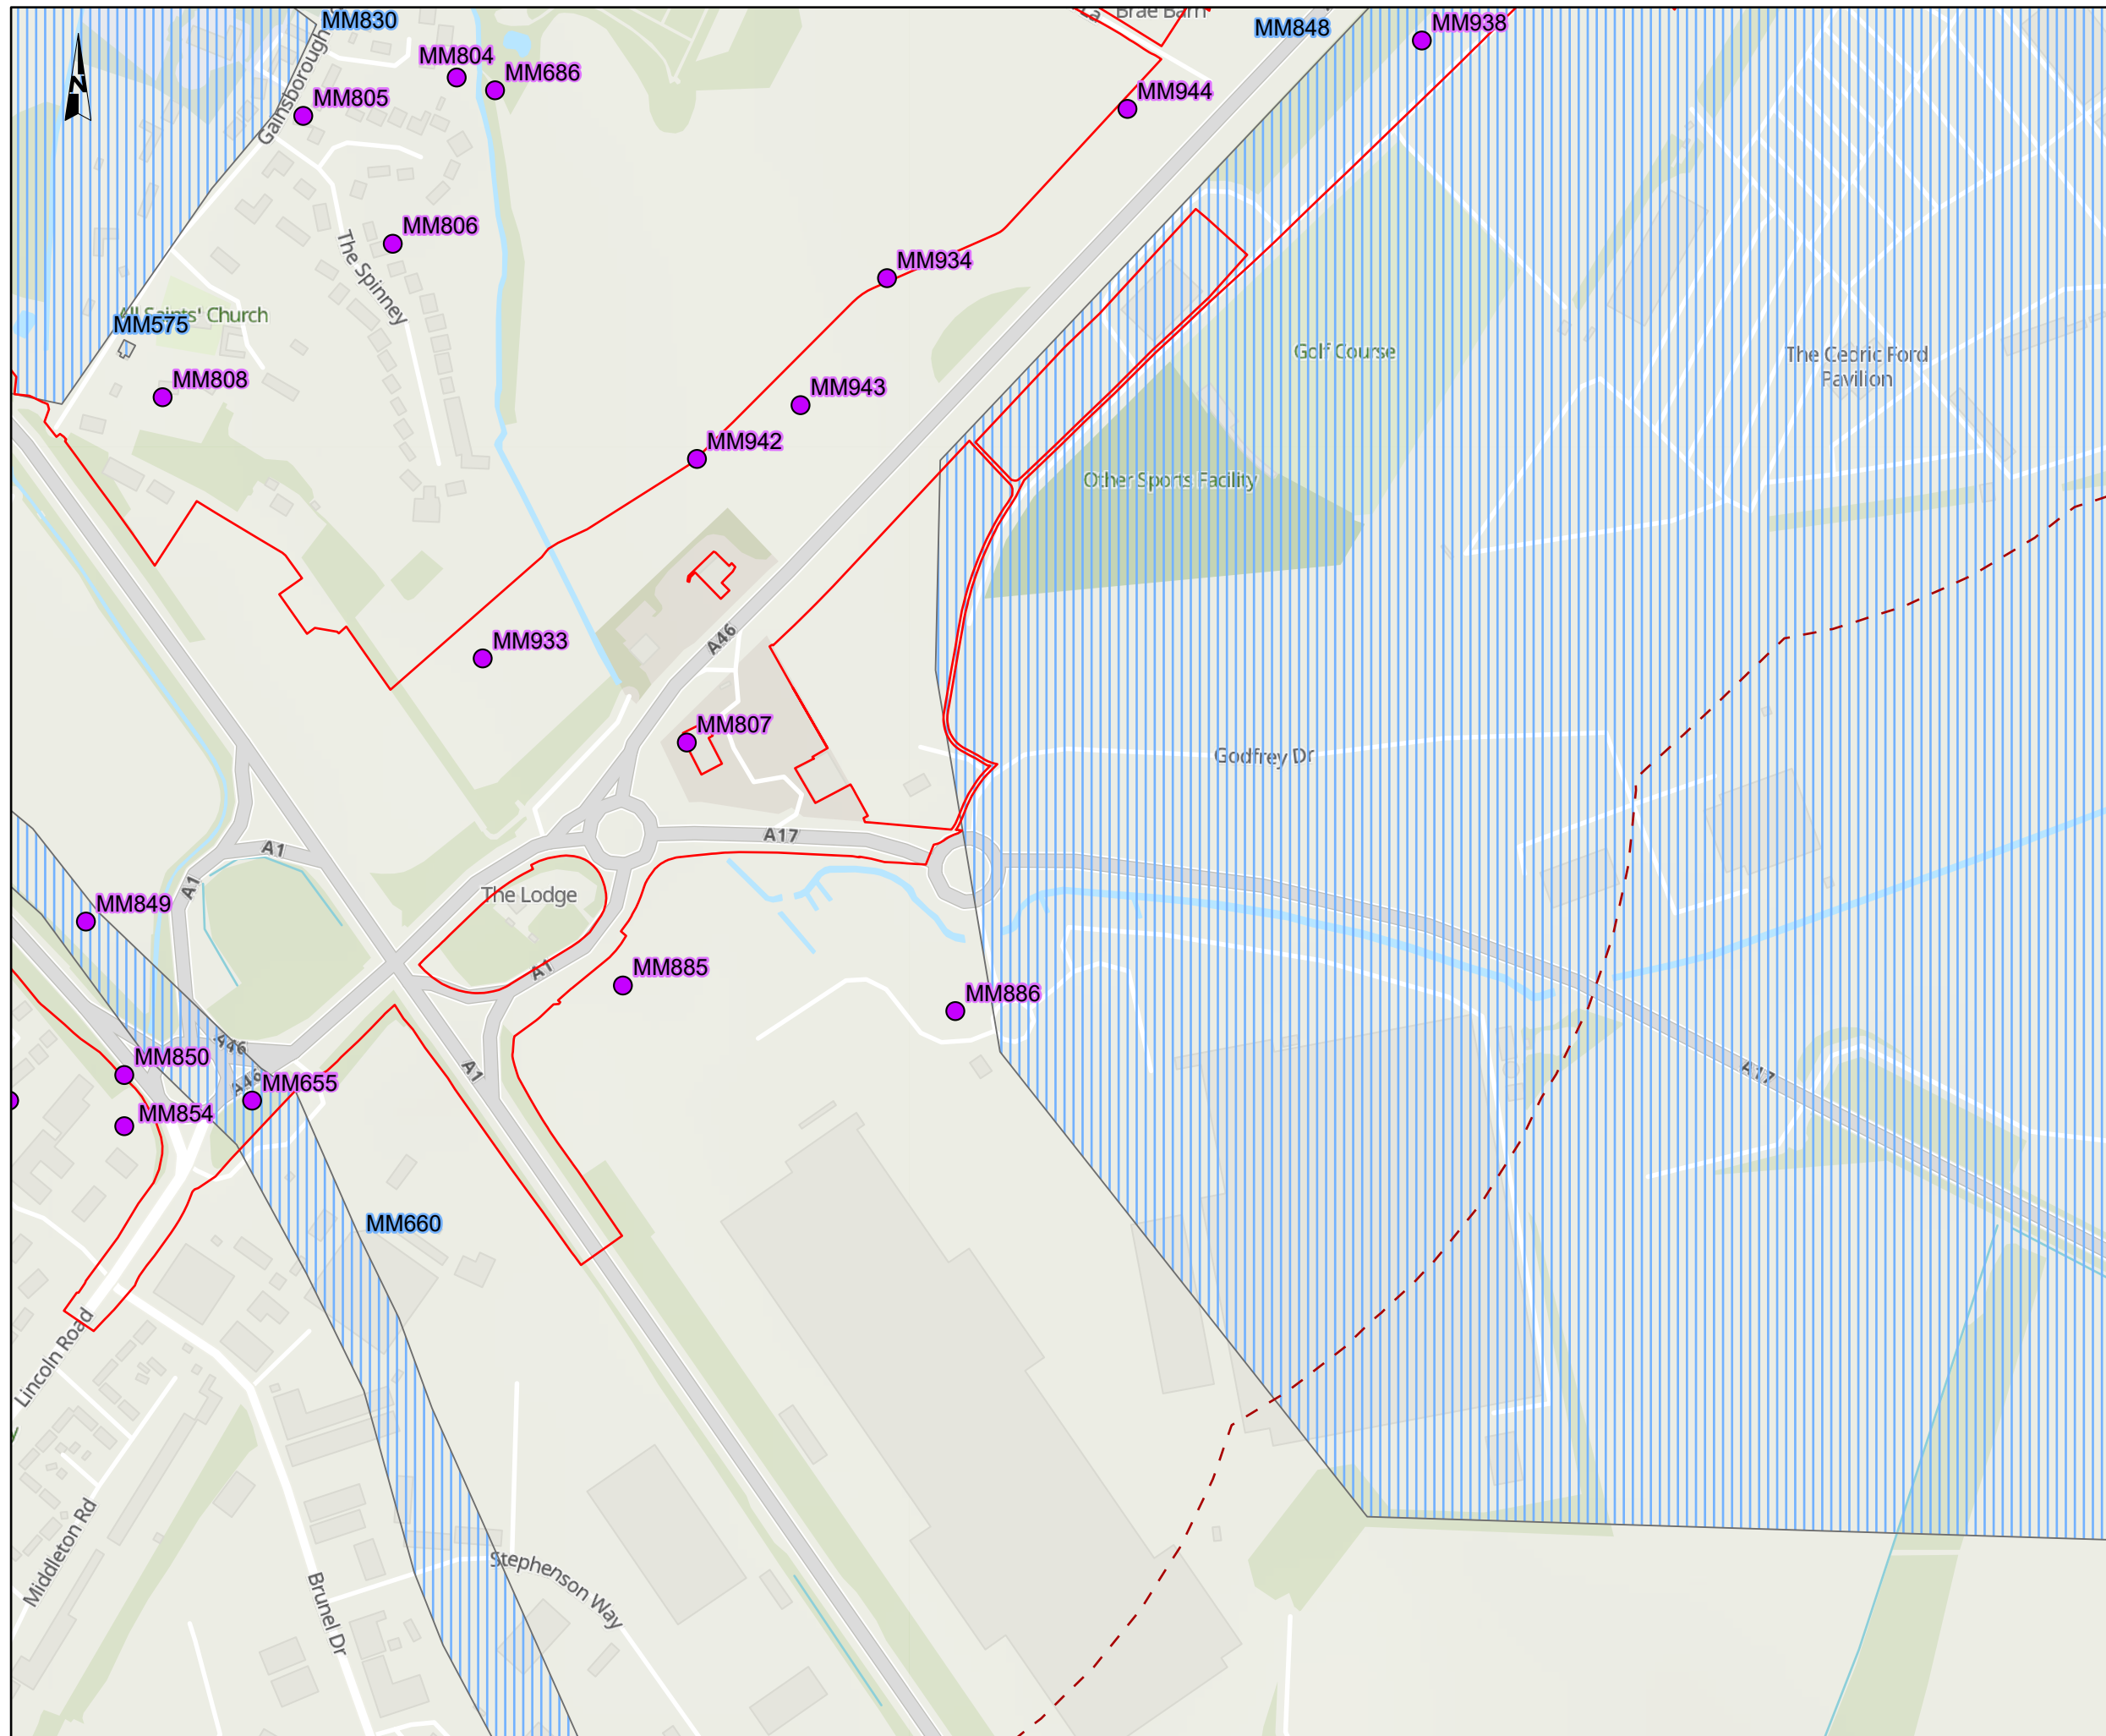 La
Brae Barn
MM830
MM848
MM938
N
Gainsborough
MM804
MM686
MM805
MM944
MM806
The Spinney
MM934
All Saints' Church
MM575
MM808
MM943
MM942
Golf Course
The Cedric Ford
Pavilion
Other Sports Facility
MM933
A46
MM807
Godfrey Dr
A17
A1
A1
The Lodge
MM849
MM885
A1
MM886
A46
MM850
A46
MM655
A1
A17
MM854
MM660
Lincoln Road
Middleton Rd
Brunel Dr
Stephenson Way